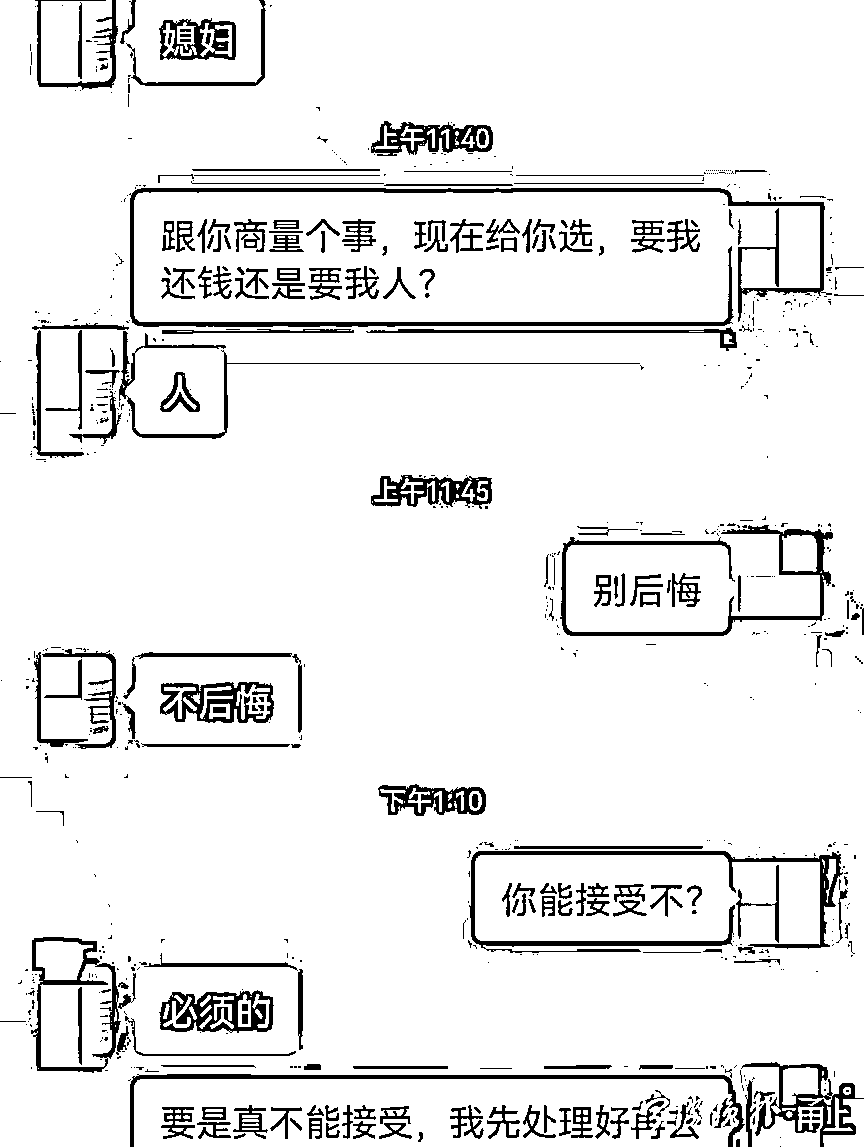 媳妇
上午11:40
跟你商量个事，现在给你选，要我
还钱还是要我人？
人
上午11:45
别后悔
不后悔
下午1:10
你能接受不？
必须的
要是真不能接受，我先处理好再去